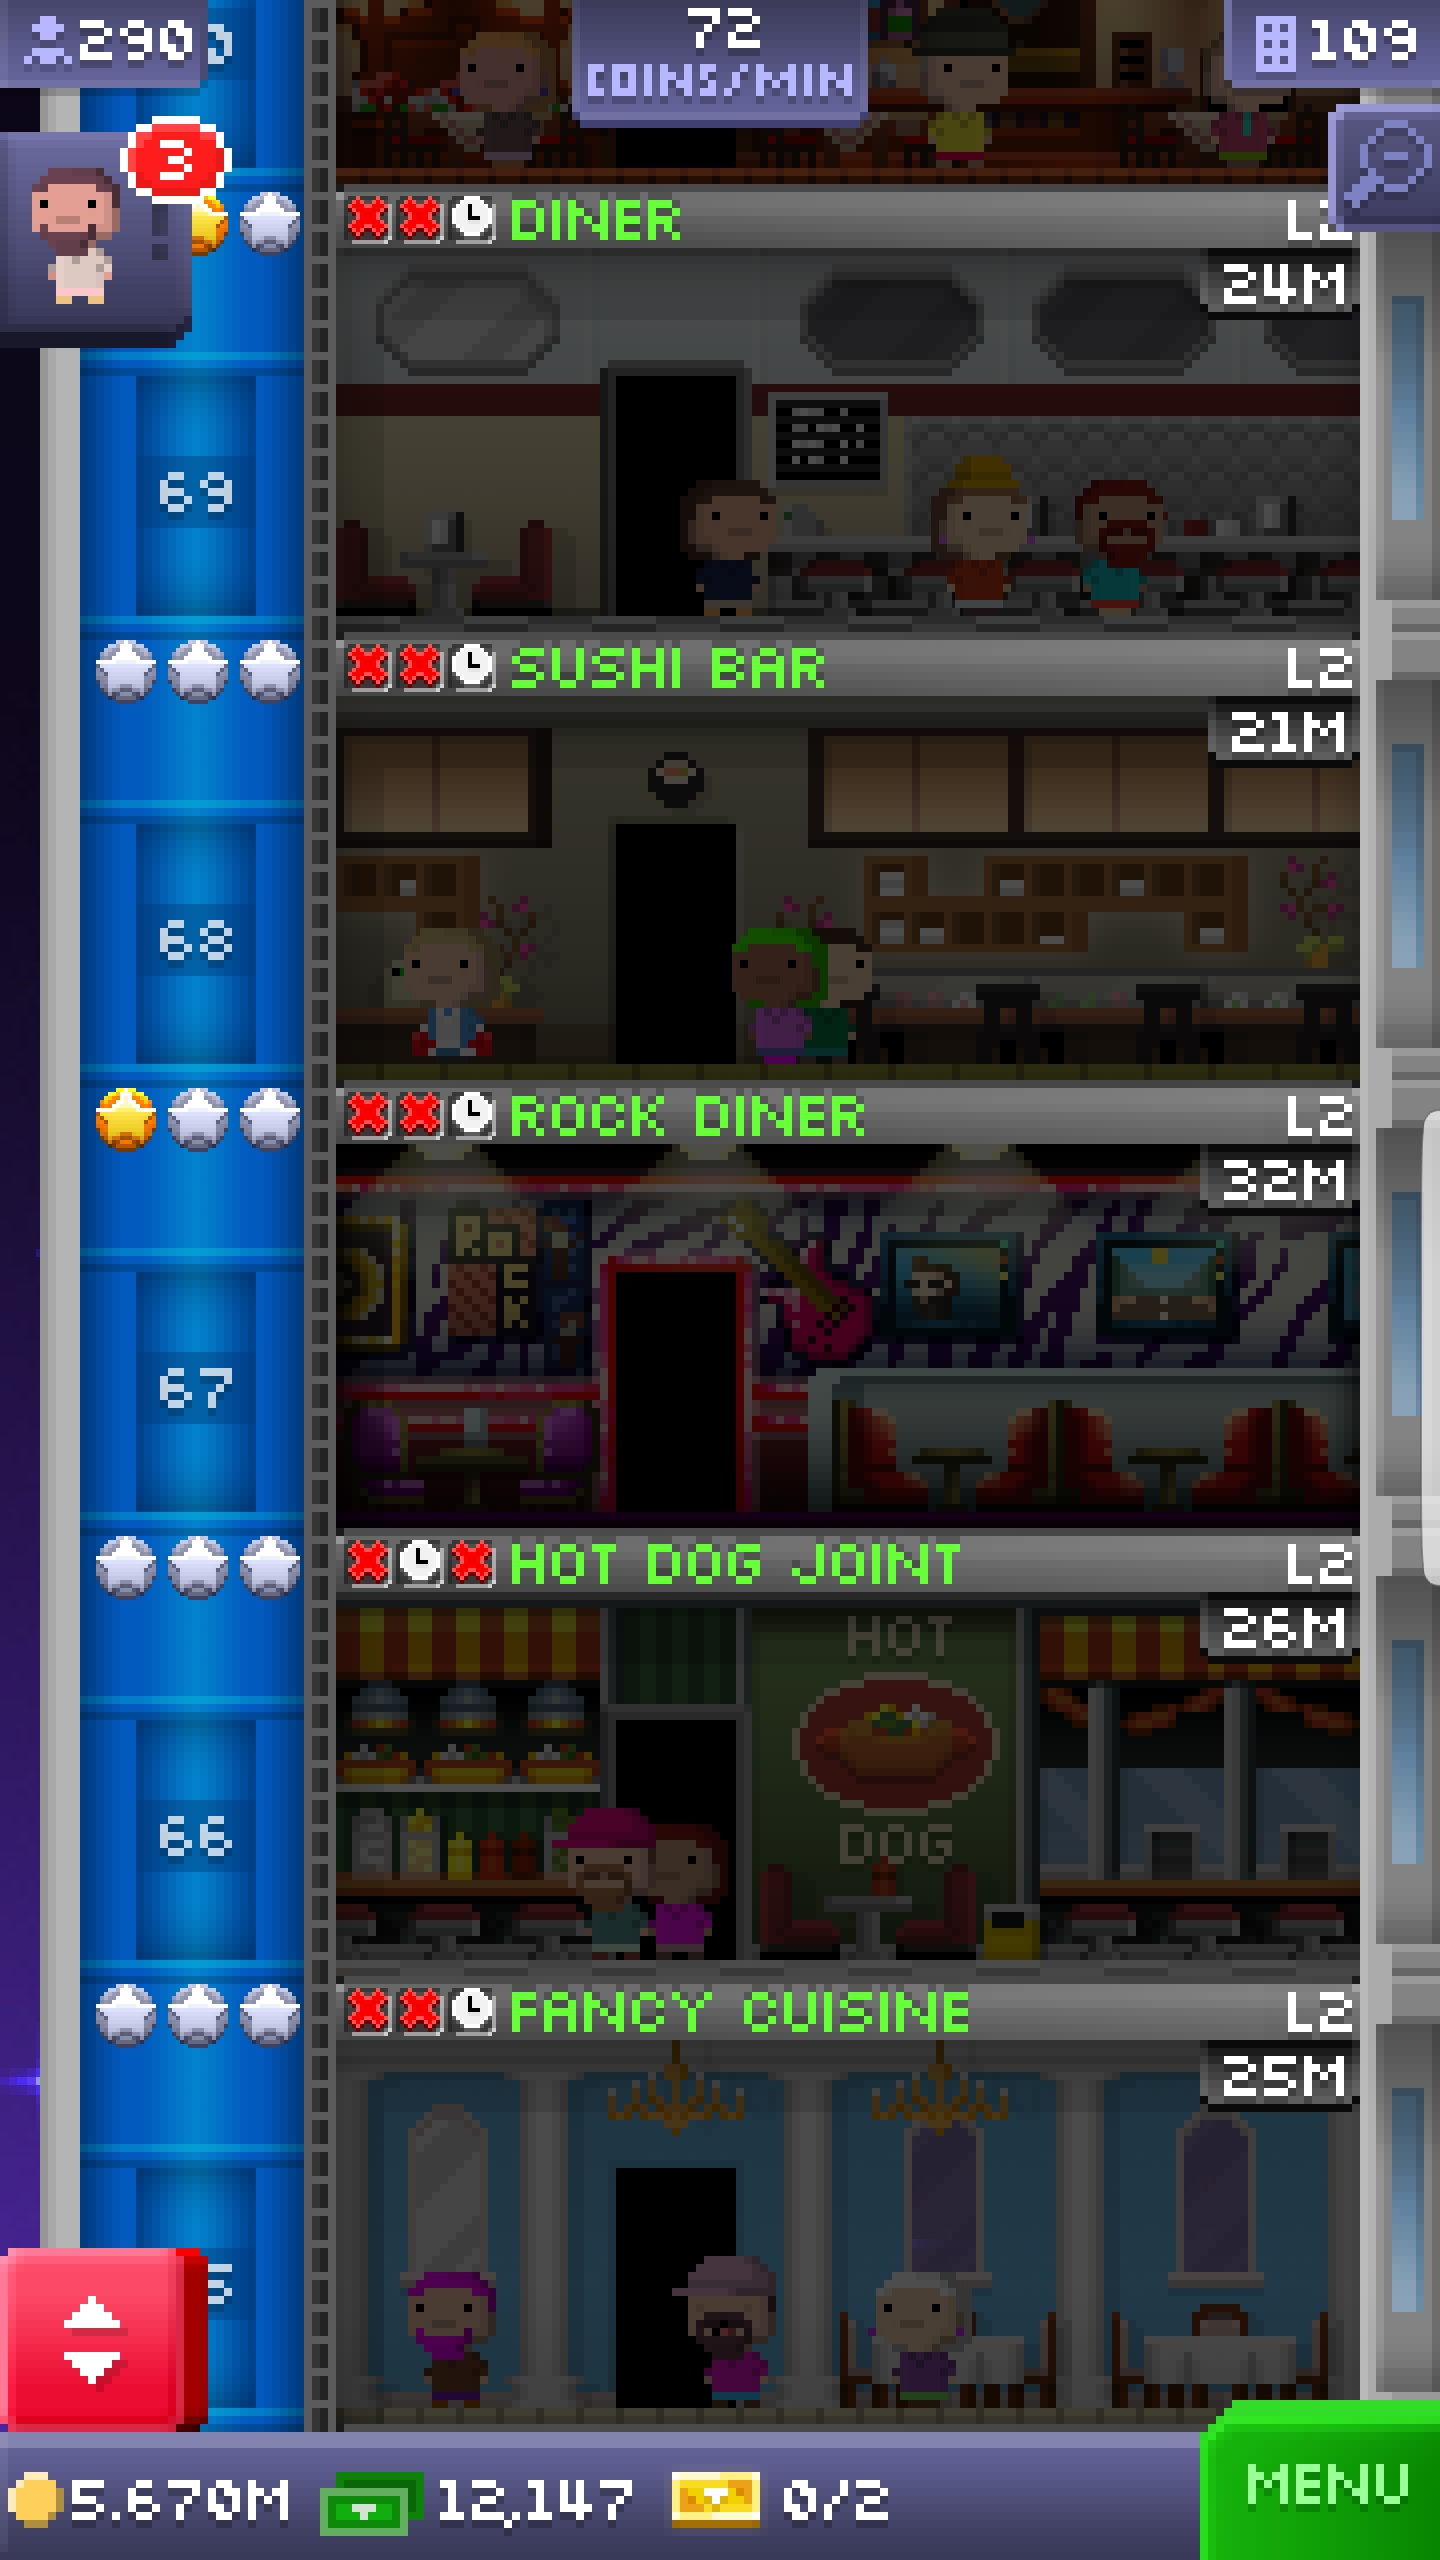 290
72
COINS/MIN
109
3
DINER
24M
69
SUSHI BAR
L2
21M
68
ROCK DINER
L2
32M
ROCK
67
HOT DOG JOINT
L2
26M
HOT
DOG
66
FANCY CUISINE
L2
25M
5.670M
12,147
0/2
MENU